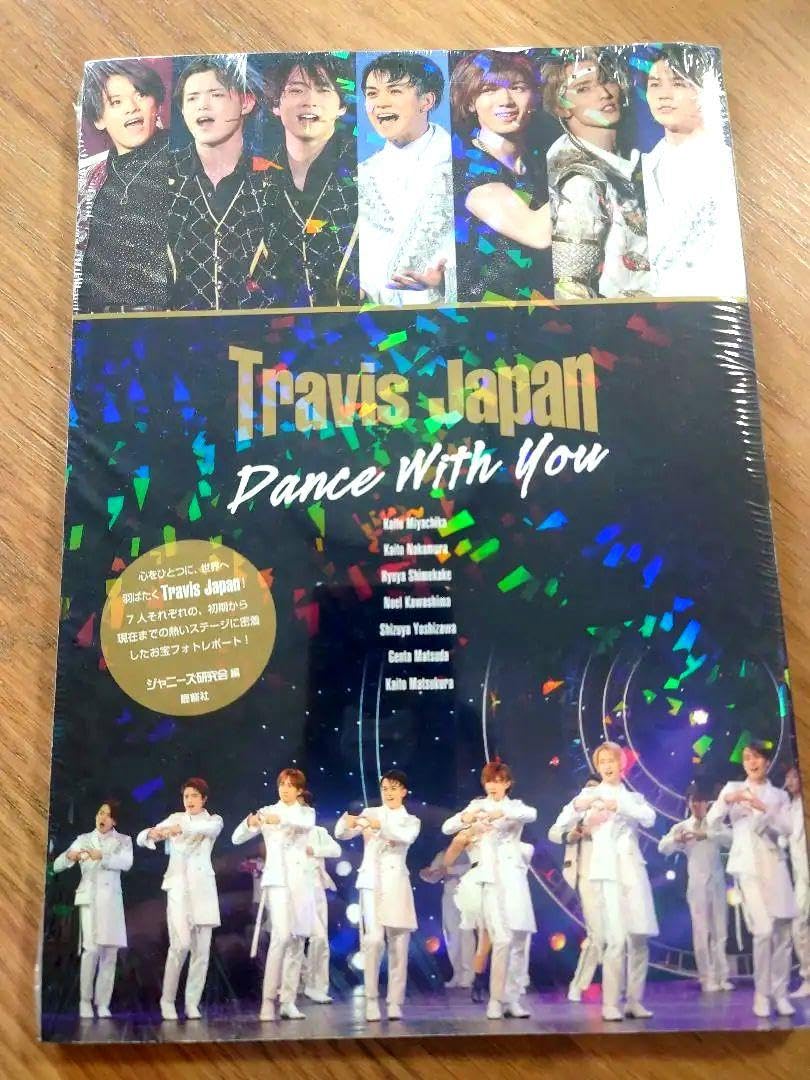 Travis Japan
Dance With You
Kaito Miyachika
Kaito Nakamura
Ryuya Shimekake
Noel Kawashima
Shizuya Yoshizawa
Genta Matsuda
Kaito Matsukura
心をひとつに、世界へ
羽ばたくTravis Japan!
7人それぞれの、初期から
現在までの熱いステージに密着
したお宝フォトレポート!
ジャニーズ研究会 編
鹿砦社